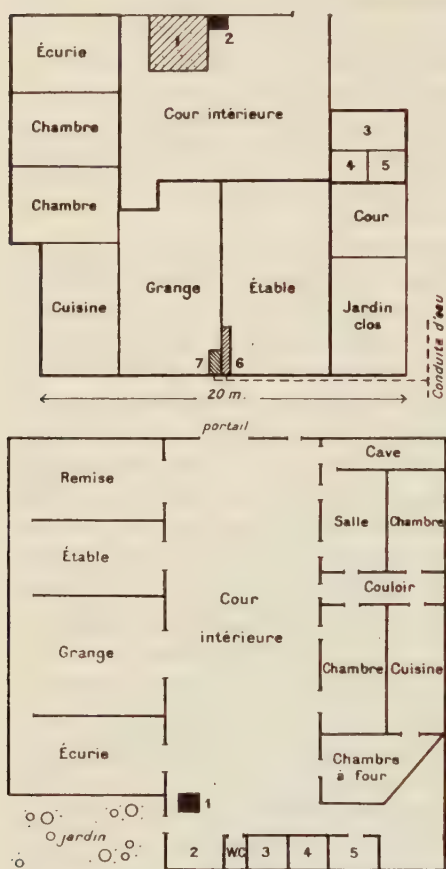 1
2
Écurie
Cour intérieure
Chambre
3
4
5
Chambre
Cour
Cuisine
Grange
Étable
Jardin
clos
7
6
Conduite d'eau
20 m.
portail
Remise
Cave
Salle
Chambre
Étable
Couloir
Cour
intérieure
Grange
Chambre
Cuisine
Écurie
Chambre
à four
1
jardin
2
WC
3
4
5